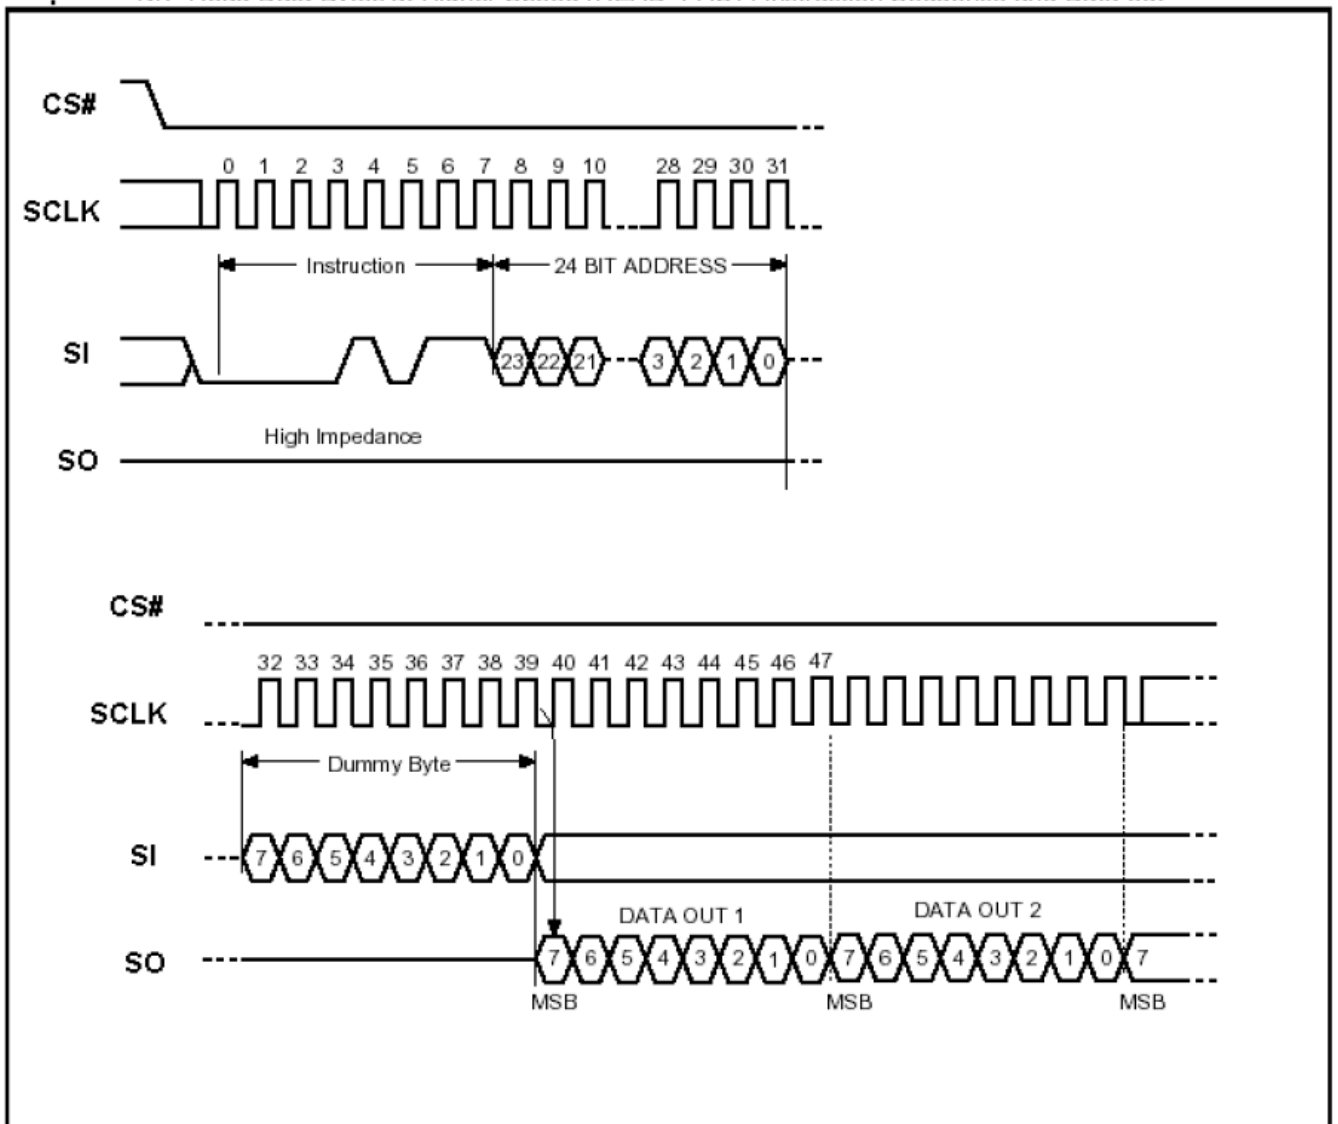 CS#
0 1 2 3 4 5 6 7 8 9 10 28 29 30 31
SCLK
Instruction 24 BIT ADDRESS
SI 23 22 21 3 2 1 0
High Impedance
SO
CS#
32 33 34 35 36 37 38 39 40 41 42 43 44 45 46 47
SCLK
Dummy Byte
SI 7 6 5 4 3 2 1 0
DATA OUT 1 DATA OUT 2
SO 7 6 5 4 3 2 1 0 7 6 5 4 3 2 1 0 7
MSB MSB MSB